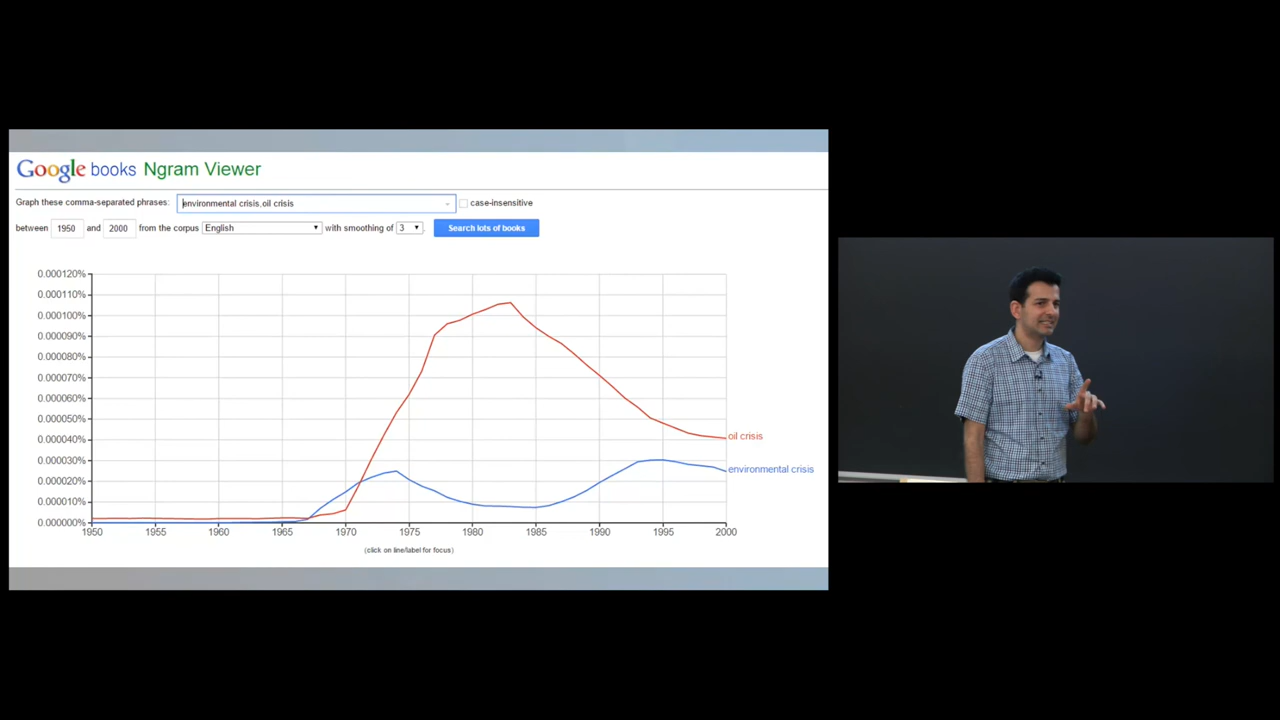 Google books Ngram Viewer
Graph these comma-separated phrases: environmental crisis,oil crisis case-insensitive
between 1950 and 2000 from the corpus English with smoothing of 3 . Search lots of books
0.000120%
0.000110%
0.000100%
0.000090%
0.000080%
0.000070%
0.000060%
0.000050%
0.000040%
0.000030%
0.000020%
0.000010%
0.000000%
oil crisis
environmental crisis
1950 1955 1960 1965 1970 1975 1980 1985 1990 1995 2000
(click on line/label for focus)